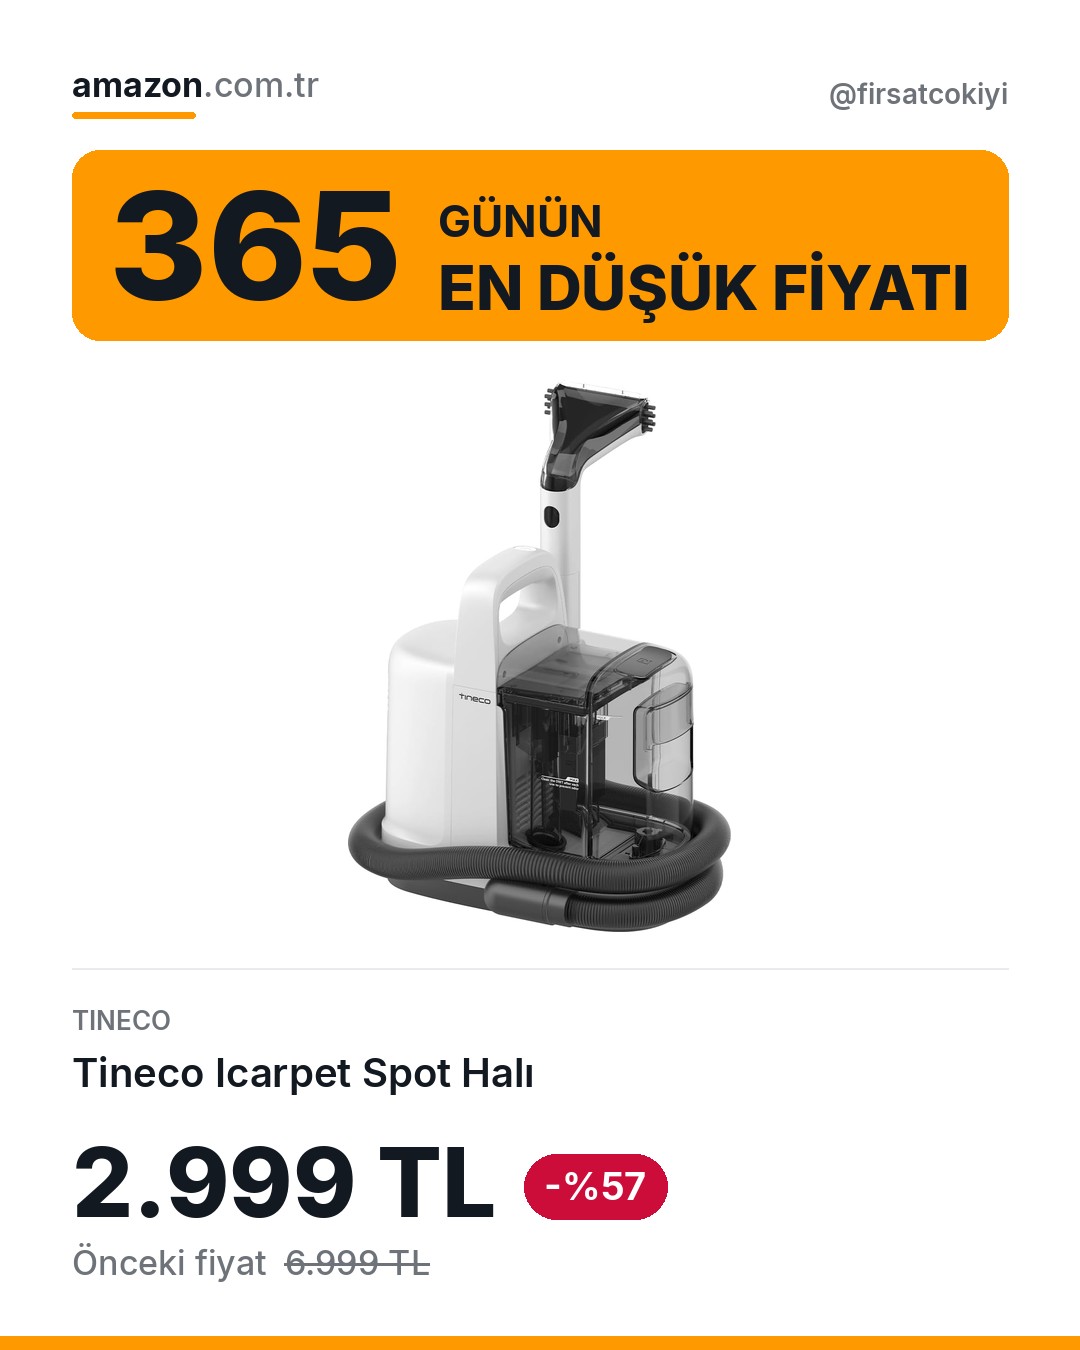 amazon.com.tr
@firsatcokiyi
365
GÜNÜN
EN DÜŞÜK FİYATI
tineco
TINECO
Tineco Icarpet Spot Halı
2.999 TL
-%57
Önceki fiyat 6.999 TL